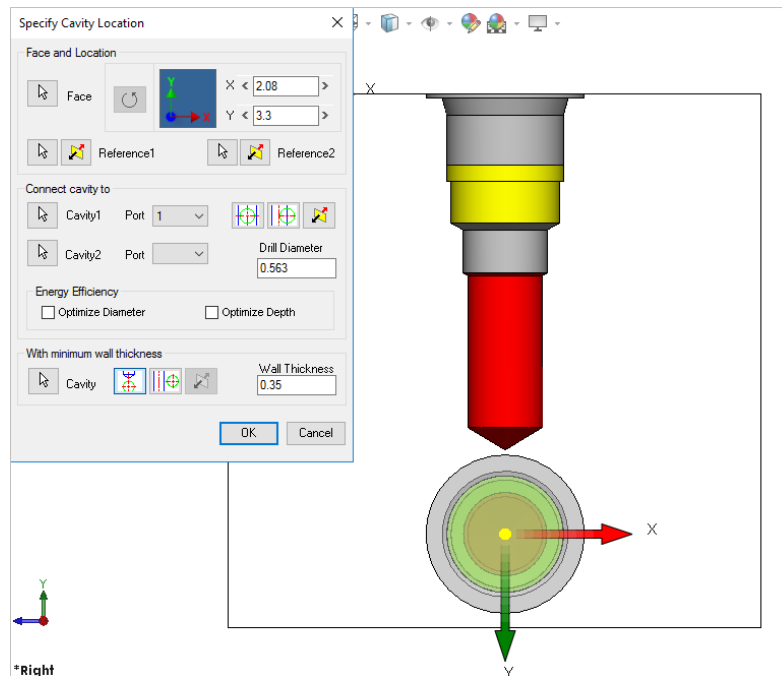 Specify Cavity Location
Face and Location
Face
Y
X
X
2.08
Y
3.3
Reference1
Reference2
Connect cavity to
Cavity1
Port
1
Cavity2
Port
Drill Diameter
0.563
Energy Efficiency
Optimize Diameter
Optimize Depth
With minimum wall thickness
Cavity
Wall Thickness
0.35
OK
Cancel
X
X
Y
Y
*Right